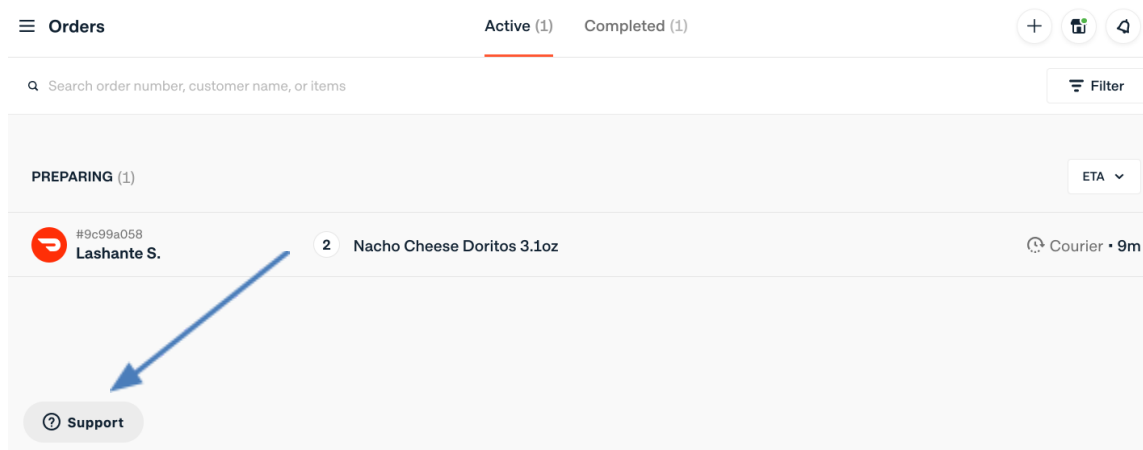 Orders
Active (1)
Completed (1)
Search order number, customer name, or items
Filter
PREPARING (1)
ETA
#9c99a058
Lashante S.
2
Nacho Cheese Doritos 3.1oz
Courier • 9m
Support